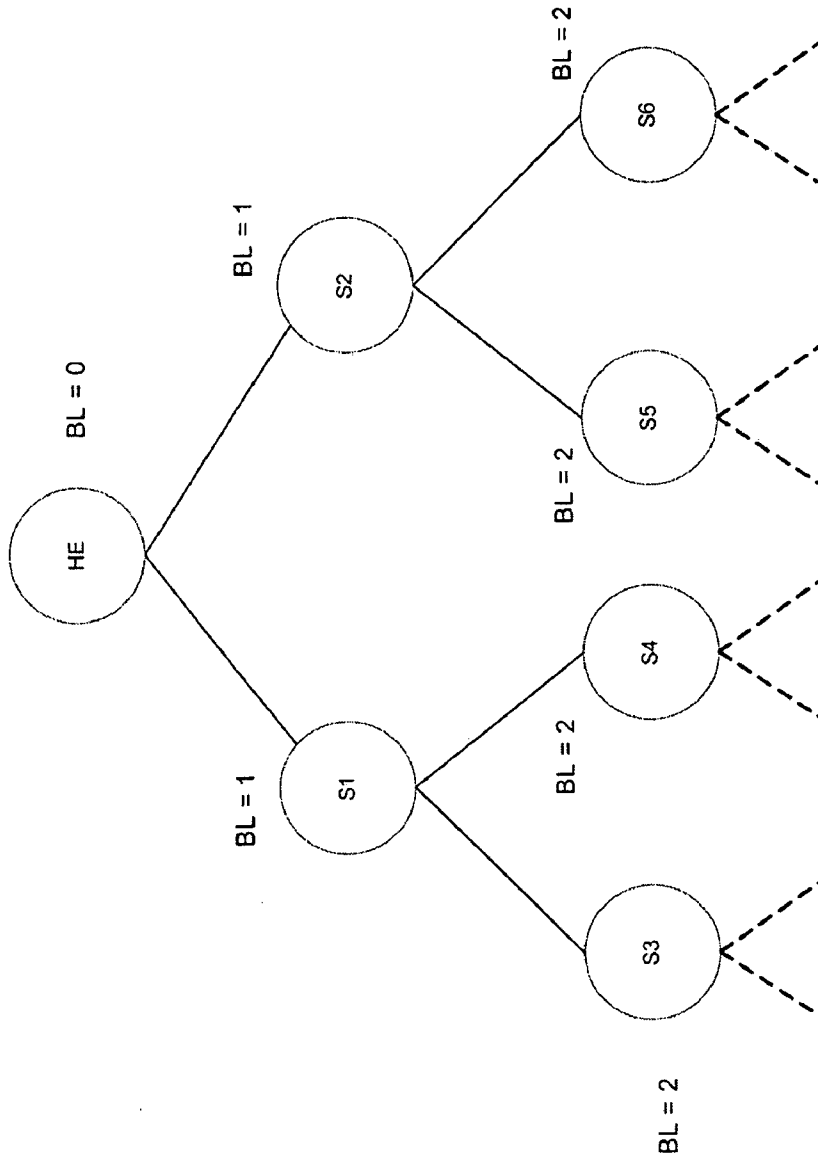 HE
BL = 0
S1
BL = 1
S2
BL = 1
S3
BL = 2
S4
BL = 2
S5
BL = 2
S6
BL = 2